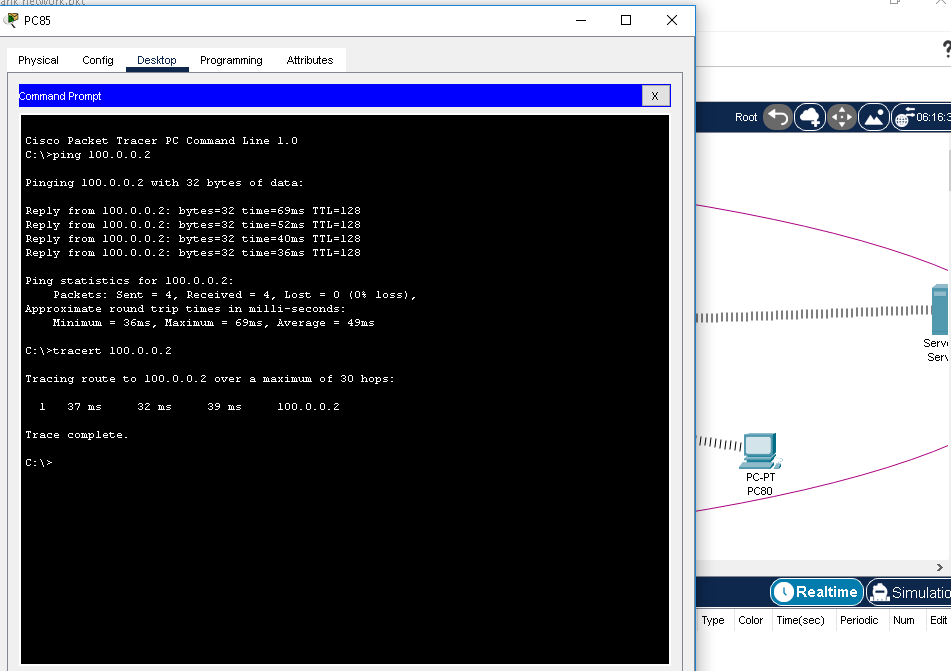 PC85
Physical Config Desktop Programming Attributes
Command Prompt
X
Cisco Packet Tracer PC Command Line 1.0
C:\>ping 100.0.0.2
Pinging 100.0.0.2 with 32 bytes of data:
Reply from 100.0.0.2: bytes=32 time=69ms TTL=128
Reply from 100.0.0.2: bytes=32 time=52ms TTL=128
Reply from 100.0.0.2: bytes=32 time=40ms TTL=128
Reply from 100.0.0.2: bytes=32 time=36ms TTL=128
Ping statistics for 100.0.0.2:
Packets: Sent = 4, Received = 4, Lost = 0 (0% loss),
Approximate round trip times in milli-seconds:
Minimum = 36ms, Maximum = 69ms, Average = 49ms
C:\>tracert 100.0.0.2
Tracing route to 100.0.0.2 over a maximum of 30 hops:
1 37 ms 32 ms 39 ms 100.0.0.2
Trace complete.
C:\>
?
Root
06:16:3
Serv
Serv
PC-PT
PC80
Realtime
Simulatio
Type Color Time(sec) Periodic Num Edit